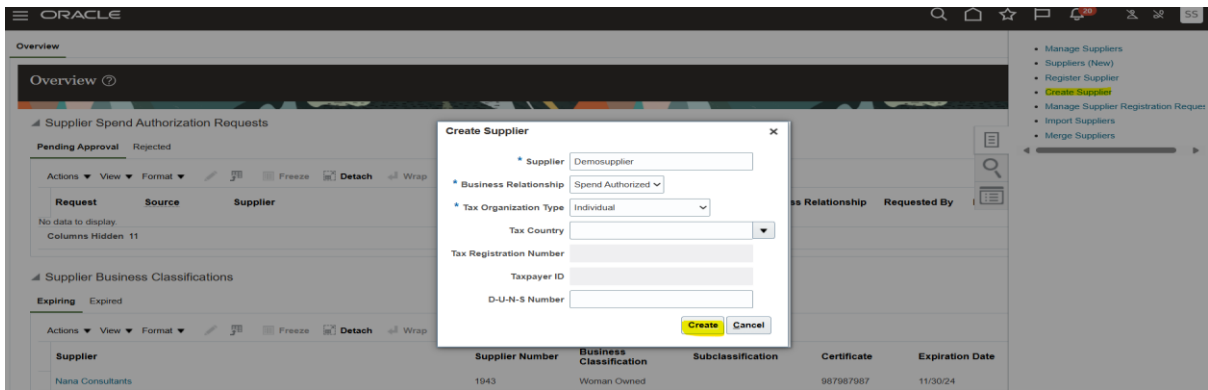 ORACLE
20
SS
Overview
Overview
Supplier Spend Authorization Requests
Pending Approval Rejected
Actions View Format Freeze Detach Wrap
Request Source Supplier ss Relationship Requested By
No data to display.
Columns Hidden 11
Supplier Business Classifications
Expiring Expired
Actions View Format Freeze Detach Wrap
Supplier Supplier Number Business Classification Subclassification Certificate Expiration Date
Nana Consultants 1943 Woman Owned 987987987 11/30/24
Create Supplier
* Supplier Demosupplier
* Business Relationship Spend Authorized
* Tax Organization Type Individual
Tax Country
Tax Registration Number
Taxpayer ID
D-U-N-S Number
Create Cancel
Manage Suppliers
Suppliers (New)
Register Supplier
Create Supplier
Manage Supplier Registration Reque
Import Suppliers
Merge Suppliers